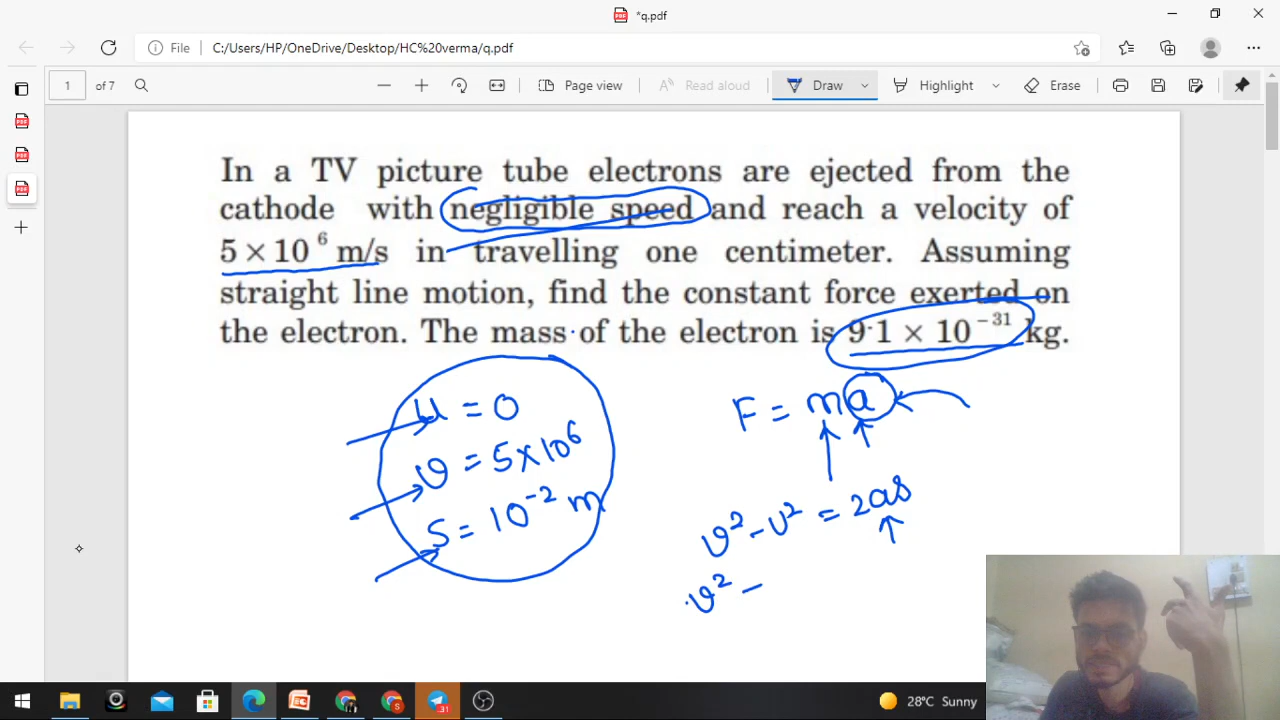 *q.pdf
File C:/Users/HP/OneDrive/Desktop/HC%20verma/q.pdf
1 of 7 Page view Read aloud Draw Highlight Erase
In a TV picture tube electrons are ejected from the
cathode with negligible speed and reach a velocity of
5 × 10 ⁶ m/s in travelling one centimeter. Assuming
straight line motion, find the constant force exerted on
the electron. The mass of the electron is 9·1 × 10 ⁻³¹ kg.
U = 0
v = 5×10⁶
S = 10⁻² m
F = ma
v² - U² = 2as
v² -
31
28°C Sunny